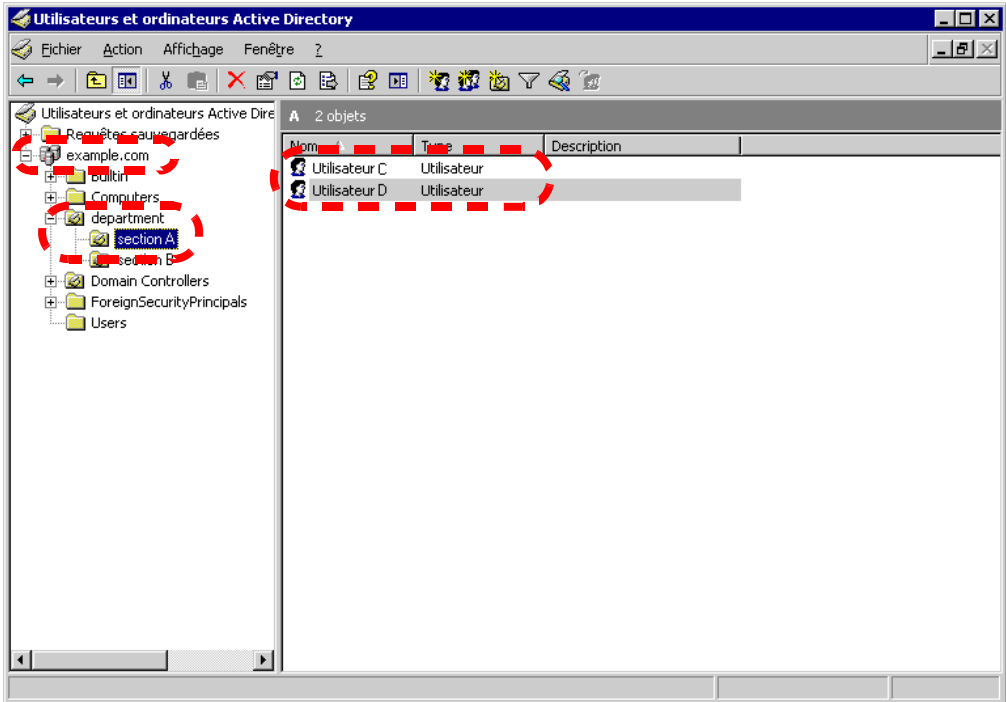 Utilisateurs et ordinateurs Active Directory
Fichier Action Affichage Fenêtre ?
Utilisateurs et ordinateurs Active Dire
Requêtes sauvegardées
example.com
Builtin
Computers
department
section A
section B
Domain Controllers
ForeignSecurityPrincipals
Users
A 2 objets
Nom Type Description
Utilisateur C Utilisateur
Utilisateur D Utilisateur